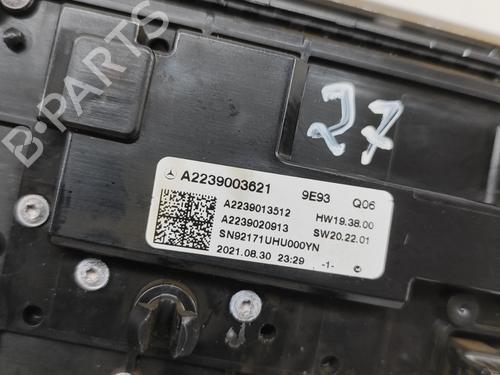 B-PARTS
27
A2239003621 9E93 Q06
A2239013512 HW19.38.00
A2239020913 SW20.22.01
SN92171UHU000YN
2021.08.30 23:29 -1-